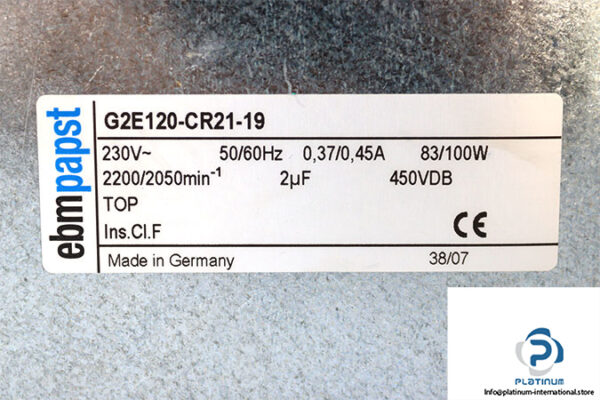 ebmpapst
G2E120-CR21-19
230V~ 50/60Hz 0,37/0,45A 83/100W
2200/2050min⁻¹ 2µF 450VDB
TOP
Ins.Cl.F CE
Made in Germany 38/07
PLATINUM
Info@platinum-international.store